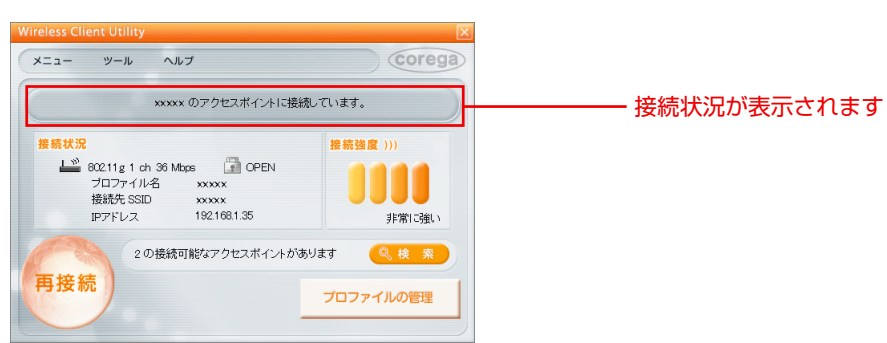 Wireless Client Utility
メニュー ツール ヘルプ corega
xxxxx のアクセスポイントに接続しています。
接続状況が表示されます
接続状況
802.11g 1 ch 36 Mbps OPEN
プロファイル名 xxxxx
接続先 SSID xxxxx
IPアドレス 192.168.1.35
接続強度 )))
非常に強い
2 の接続可能なアクセスポイントがあります 検 索
再接続
プロファイルの管理